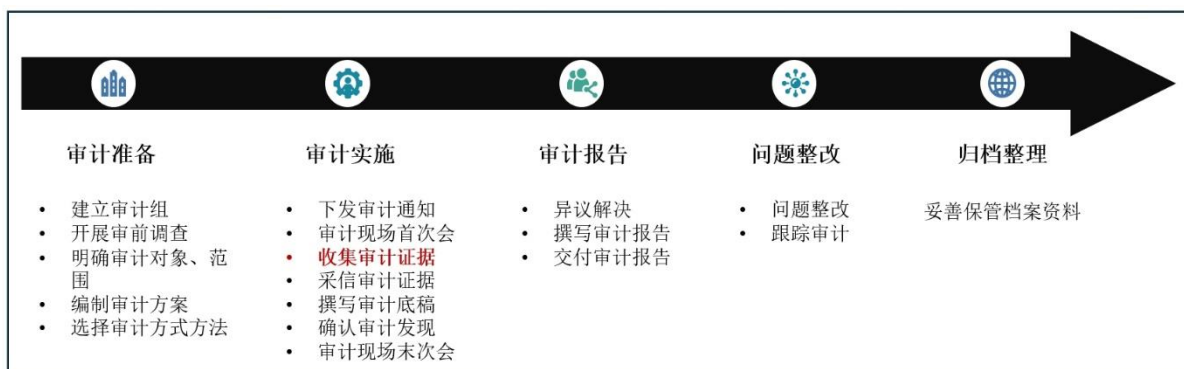 审计准备
建立审计组
开展审前调查
明确审计对象、范
围
编制审计方案
选择审计方式方法
审计实施
下发审计通知
审计现场首次会
收集审计证据
采信审计证据
撰写审计底稿
确认审计发现
审计现场末次会
审计报告
异议解决
撰写审计报告
交付审计报告
问题整改
问题整改
跟踪审计
归档整理
妥善保管档案资料